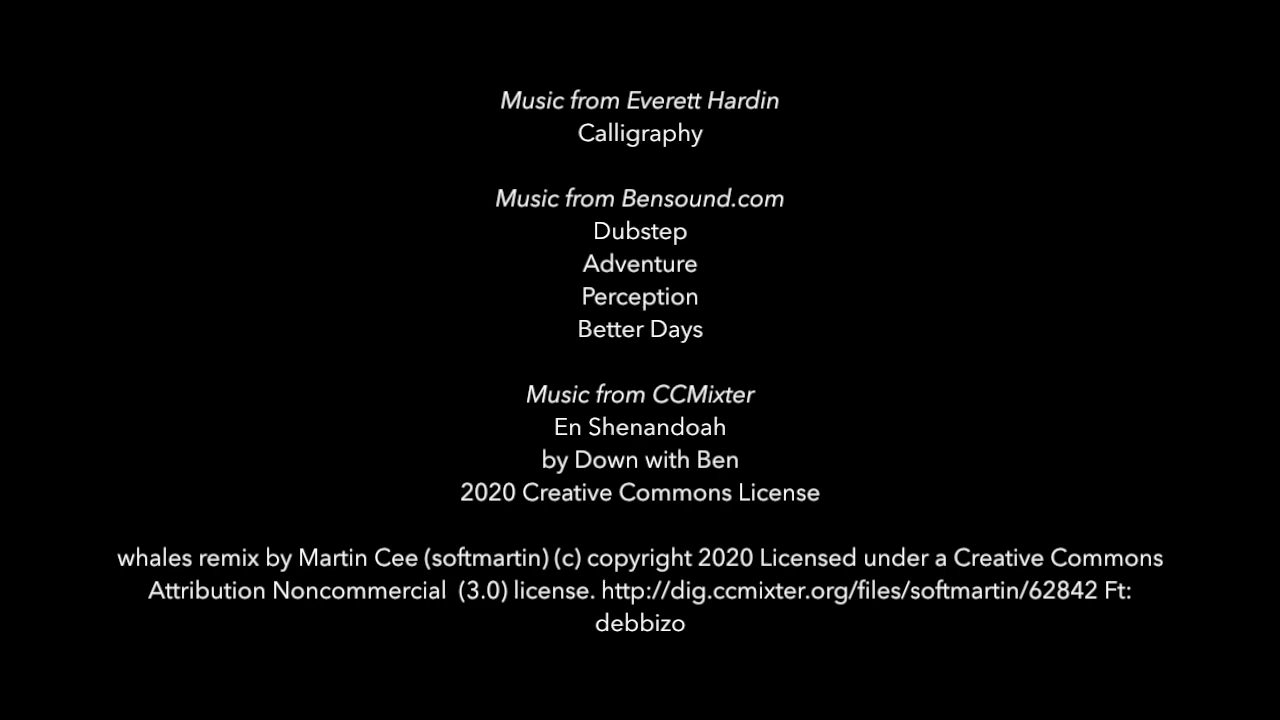 Music from Everett Hardin
Calligraphy
Music from Bensound.com
Dubstep
Adventure
Perception
Better Days
Music from CCMixter
En Shenandoah
by Down with Ben
2020 Creative Commons License
whales remix by Martin Cee (softmartin) (c) copyright 2020 Licensed under a Creative Commons
Attribution Noncommercial  (3.0) license. http://dig.ccmixter.org/files/softmartin/62842 Ft:
debbizo